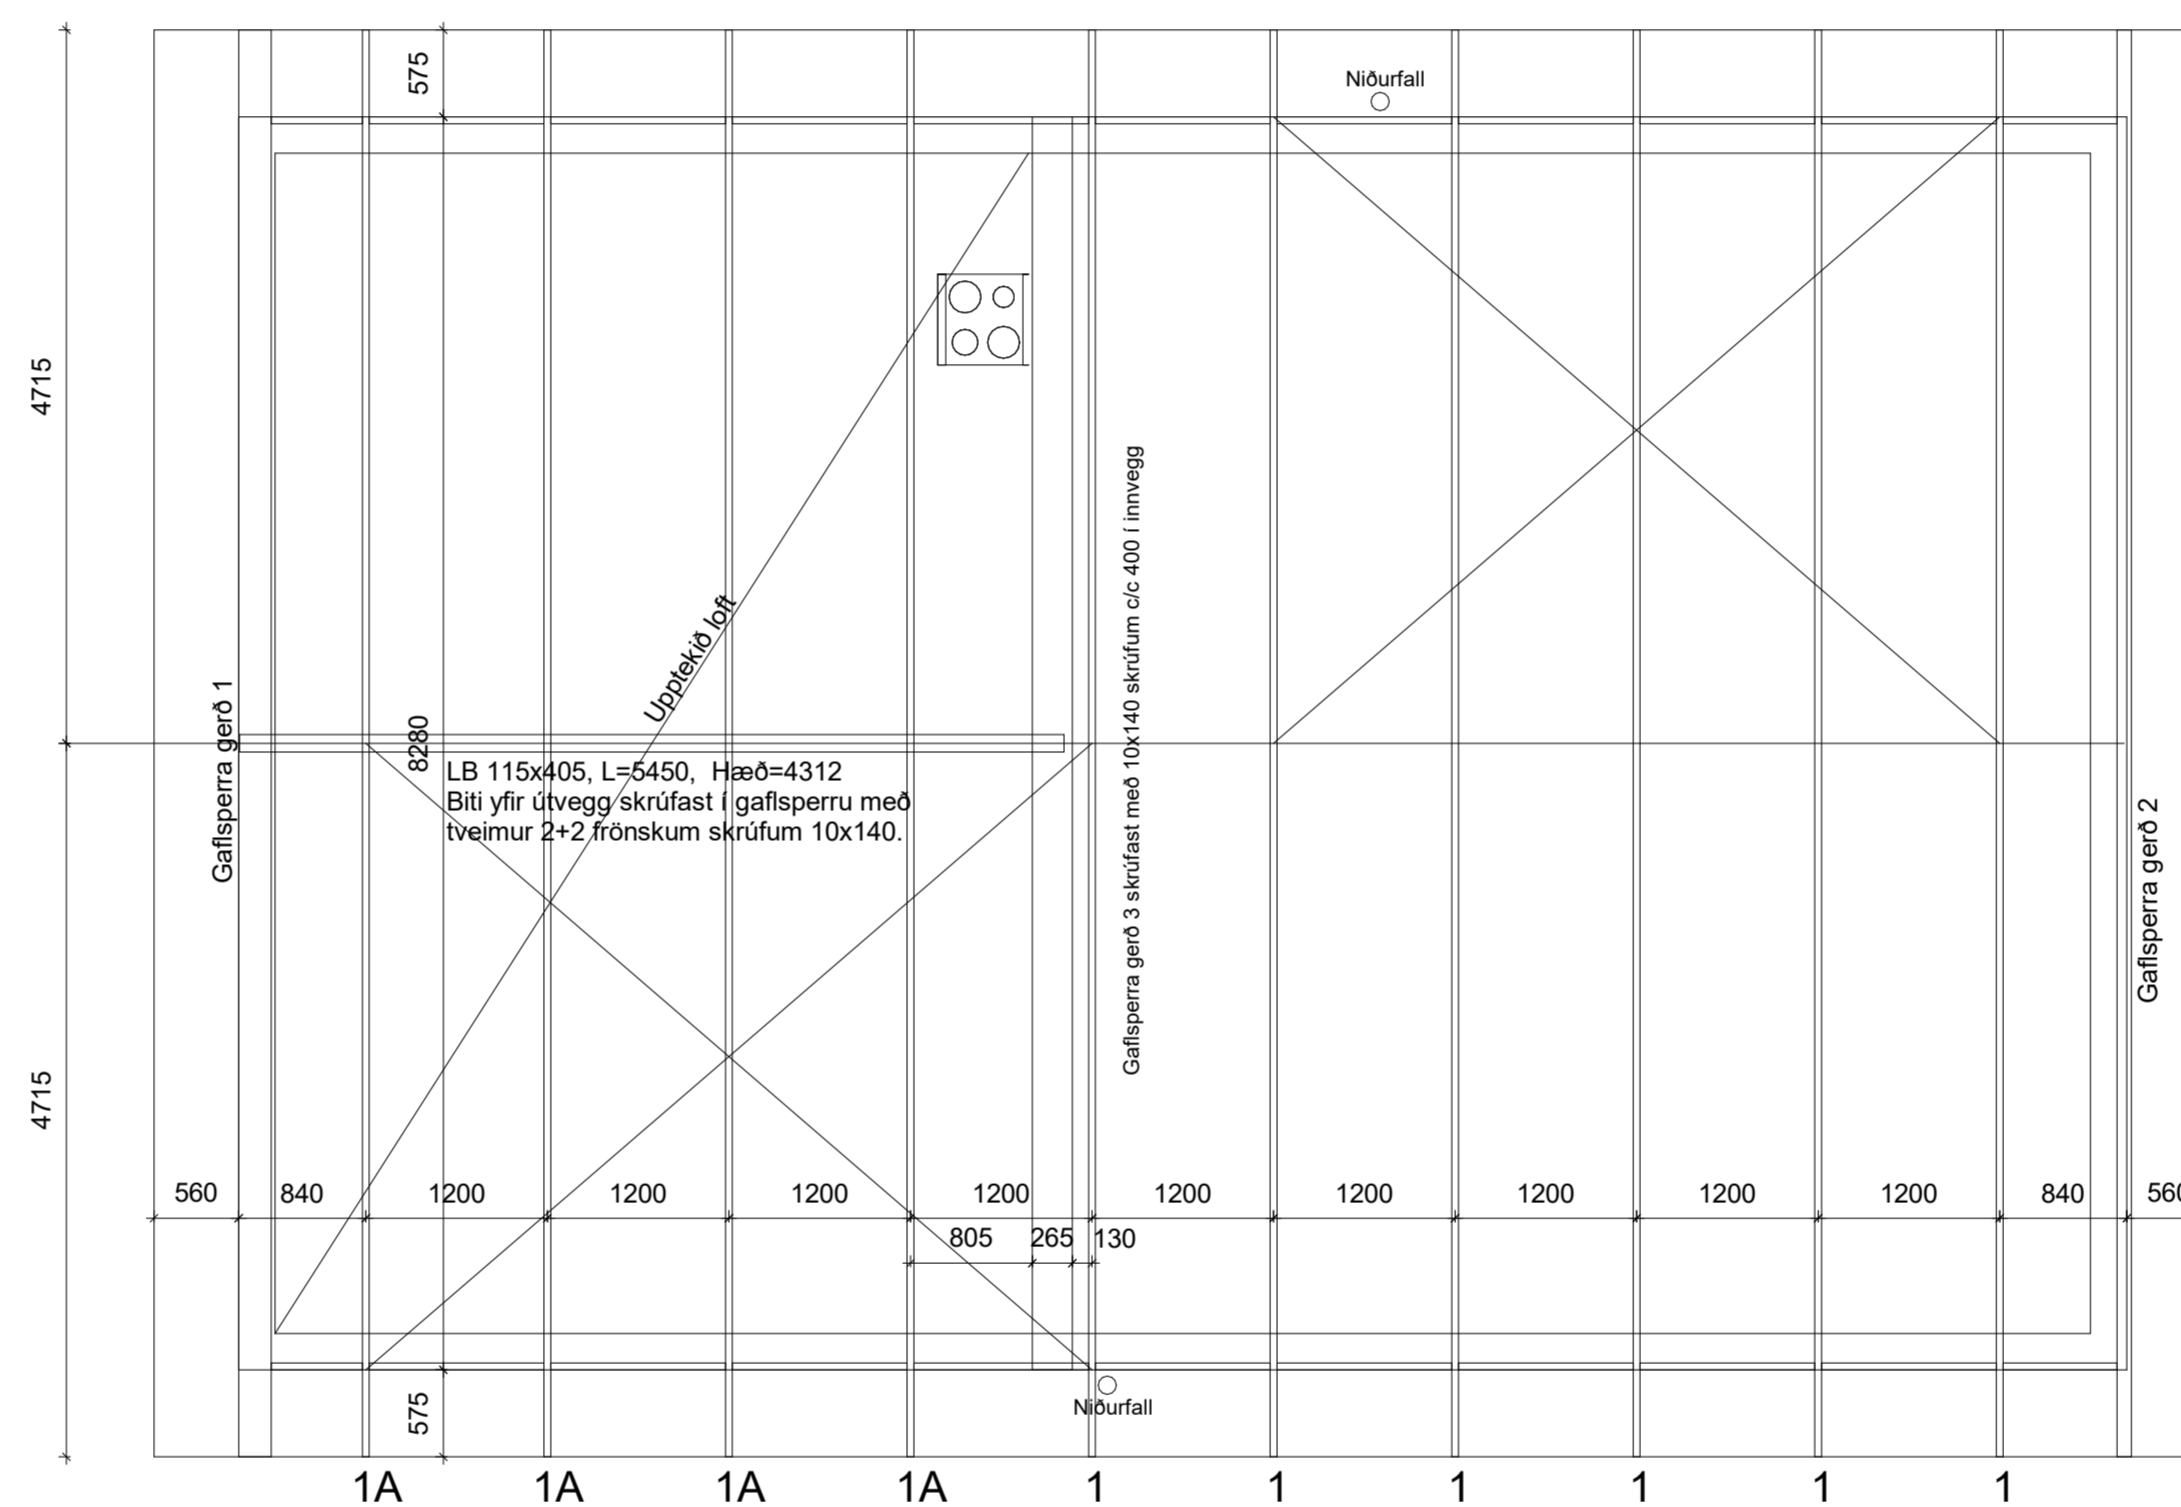 575
Niðurfall
4715
Upptekið loft
Gaflsperra gerð 3 skrúfast með 10x140 skrúfum c/c 400 í innvegg
Gaflsperra gerð 1
8280
LB 115x405, L=5450, Hæð=4312
Biti yfir útvegg skrúfast í gaflsperru með
tveimur 2+2 frönskum skrúfum 10x140.
Gaflsperra gerð 2
4715
560 840 1200 1200 1200 1200 1200 1200 1200 1200 1200 840
805 265 130
575
Niðurfall
1A 1A 1A 1A 1 1 1 1 1 1